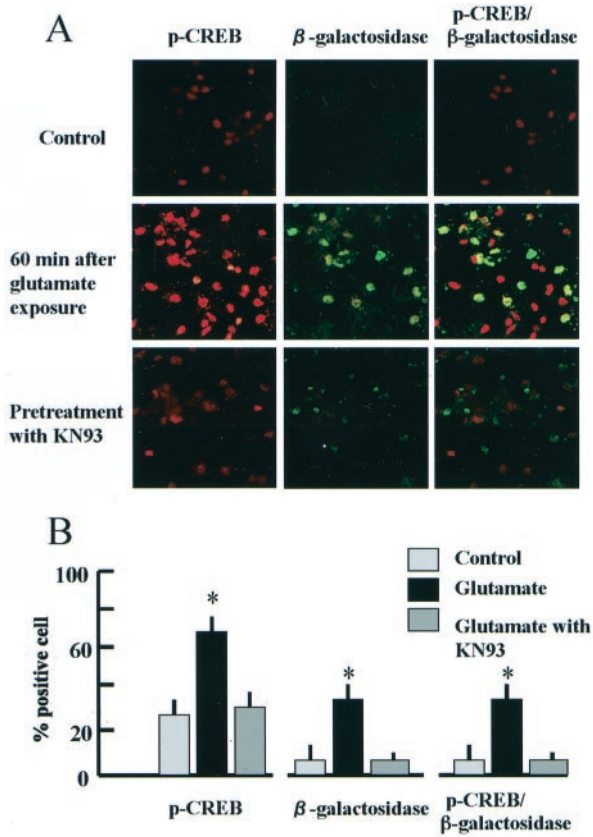 A
p-CREB
β-galactosidase
p-CREB/
β-galactosidase
Control
60 min after
glutamate
exposure
Pretreatment
with KN93
B
100
60
20
0
% positive cell
*
*
*
Control
Glutamate
Glutamate with
KN93
p-CREB
β-galactosidase
p-CREB/
β-galactosidase